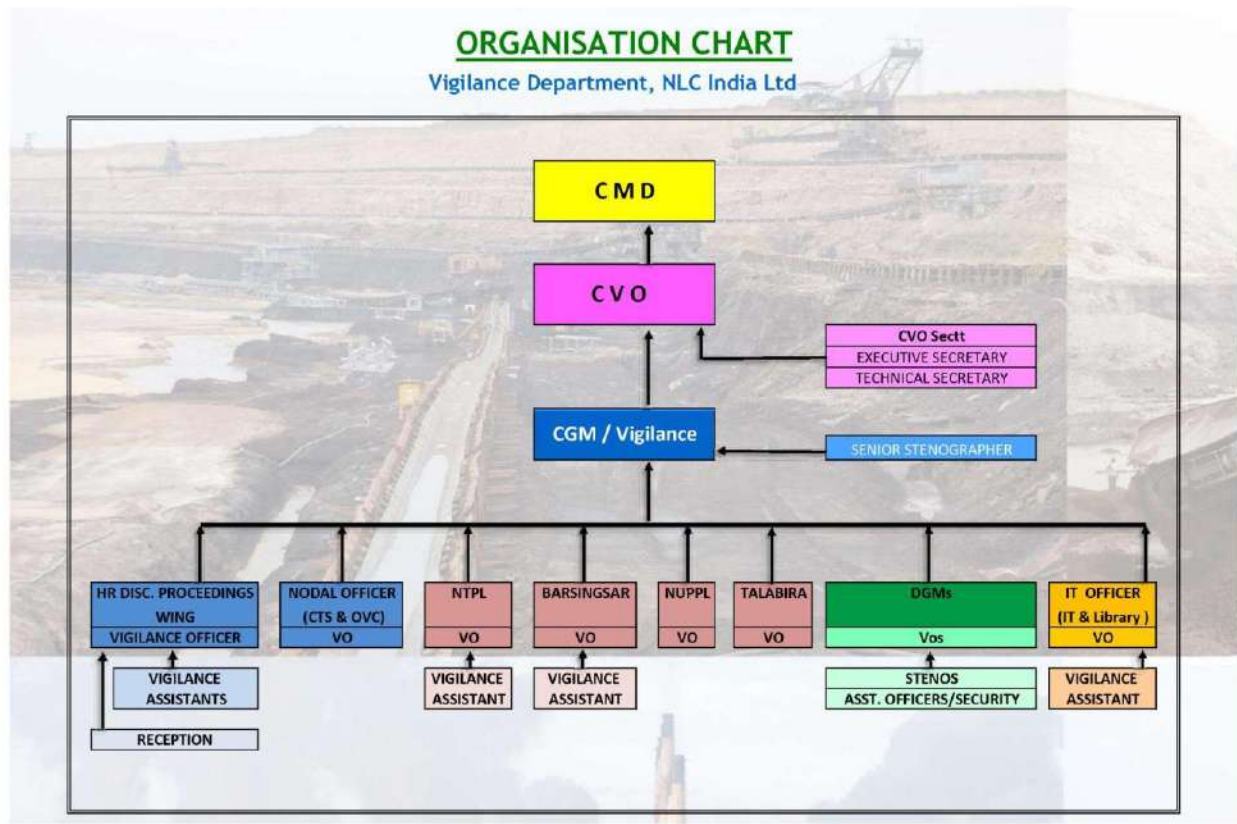 ORGANISATION CHART
Vigilance Department, NLC India Ltd
C M D
C V O
CVO Sectt
EXECUTIVE SECRETARY
TECHNICAL SECRETARY
CGM / Vigilance
SENIOR STENOGRAPHER
HR DISC. PROCEEDINGS
WING
VIGILANCE OFFICER
NODAL OFFICER
(CTS & OVC)
VO
NTPL
VO
BARSINGSAR
VO
NUPPL
VO
TALABIRA
VO
DGMs
Vos
IT OFFICER
(IT & Library )
VO
VIGILANCE
ASSISTANTS
VIGILANCE
ASSISTANT
VIGILANCE
ASSISTANT
STENOS
ASST. OFFICERS/SECURITY
VIGILANCE
ASSISTANT
RECEPTION